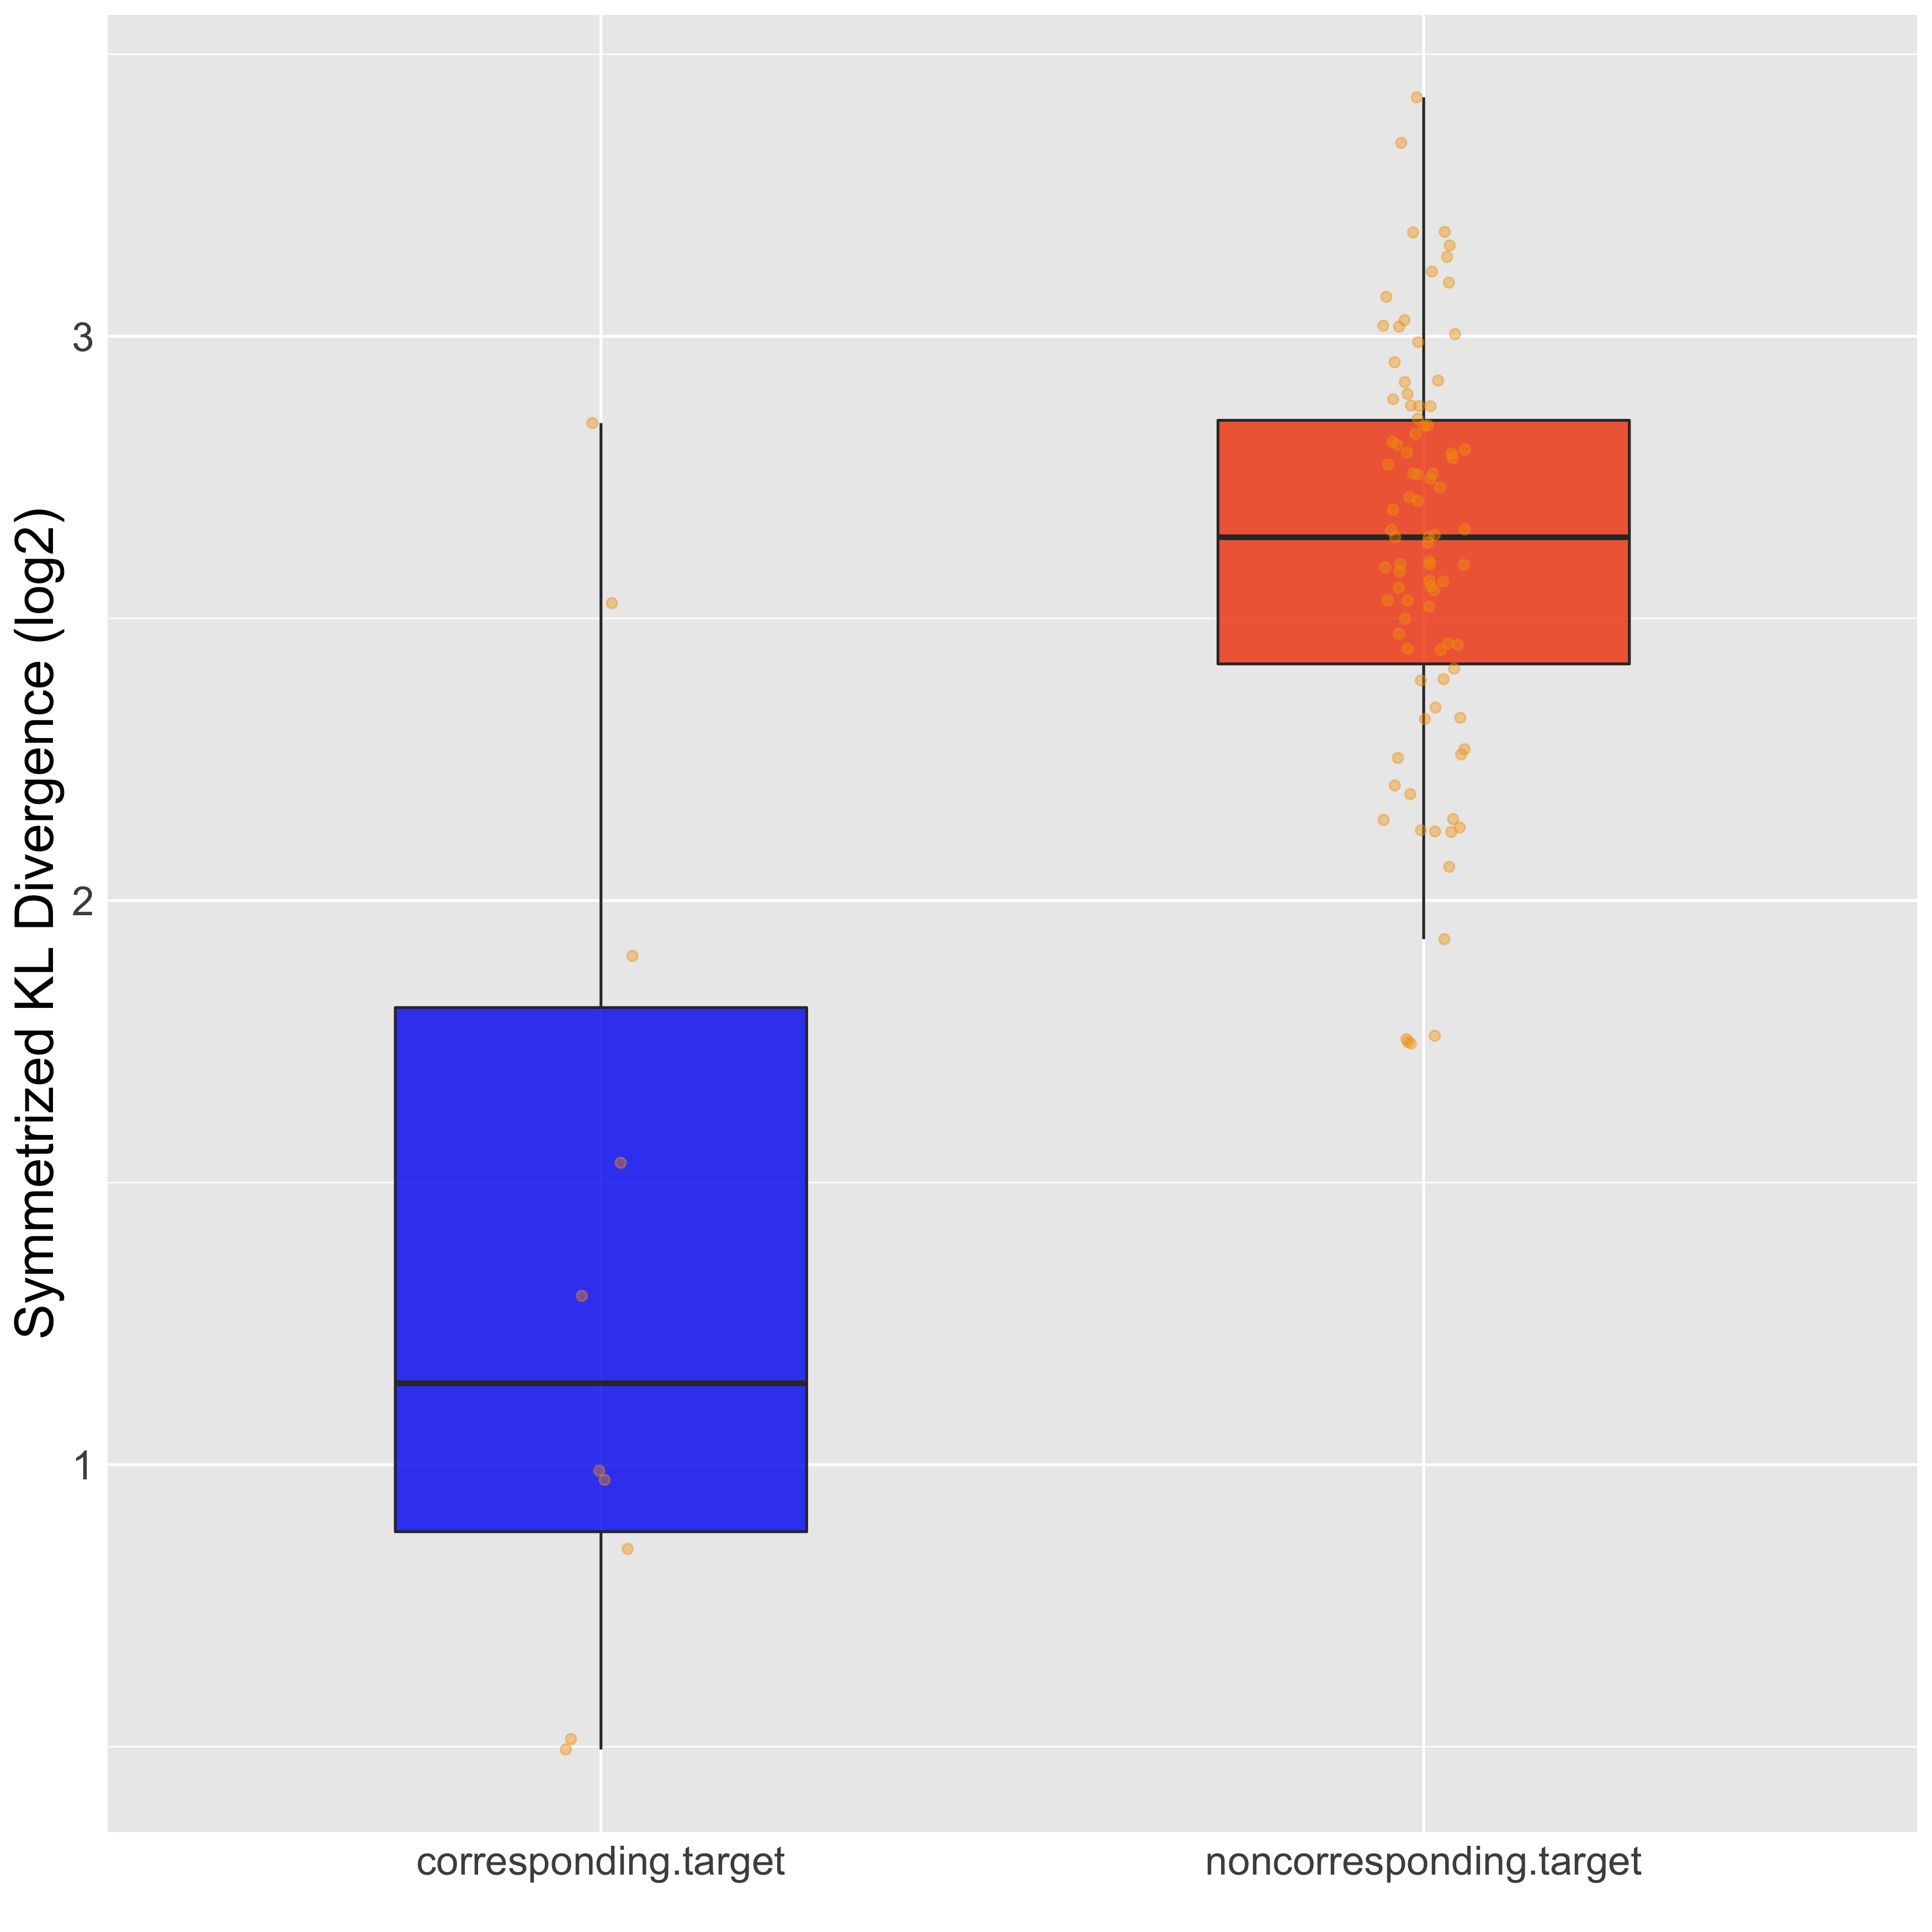 Symmetrized KL Divergence (log2)
3
2
1
corresponding.target
noncorresponding.target